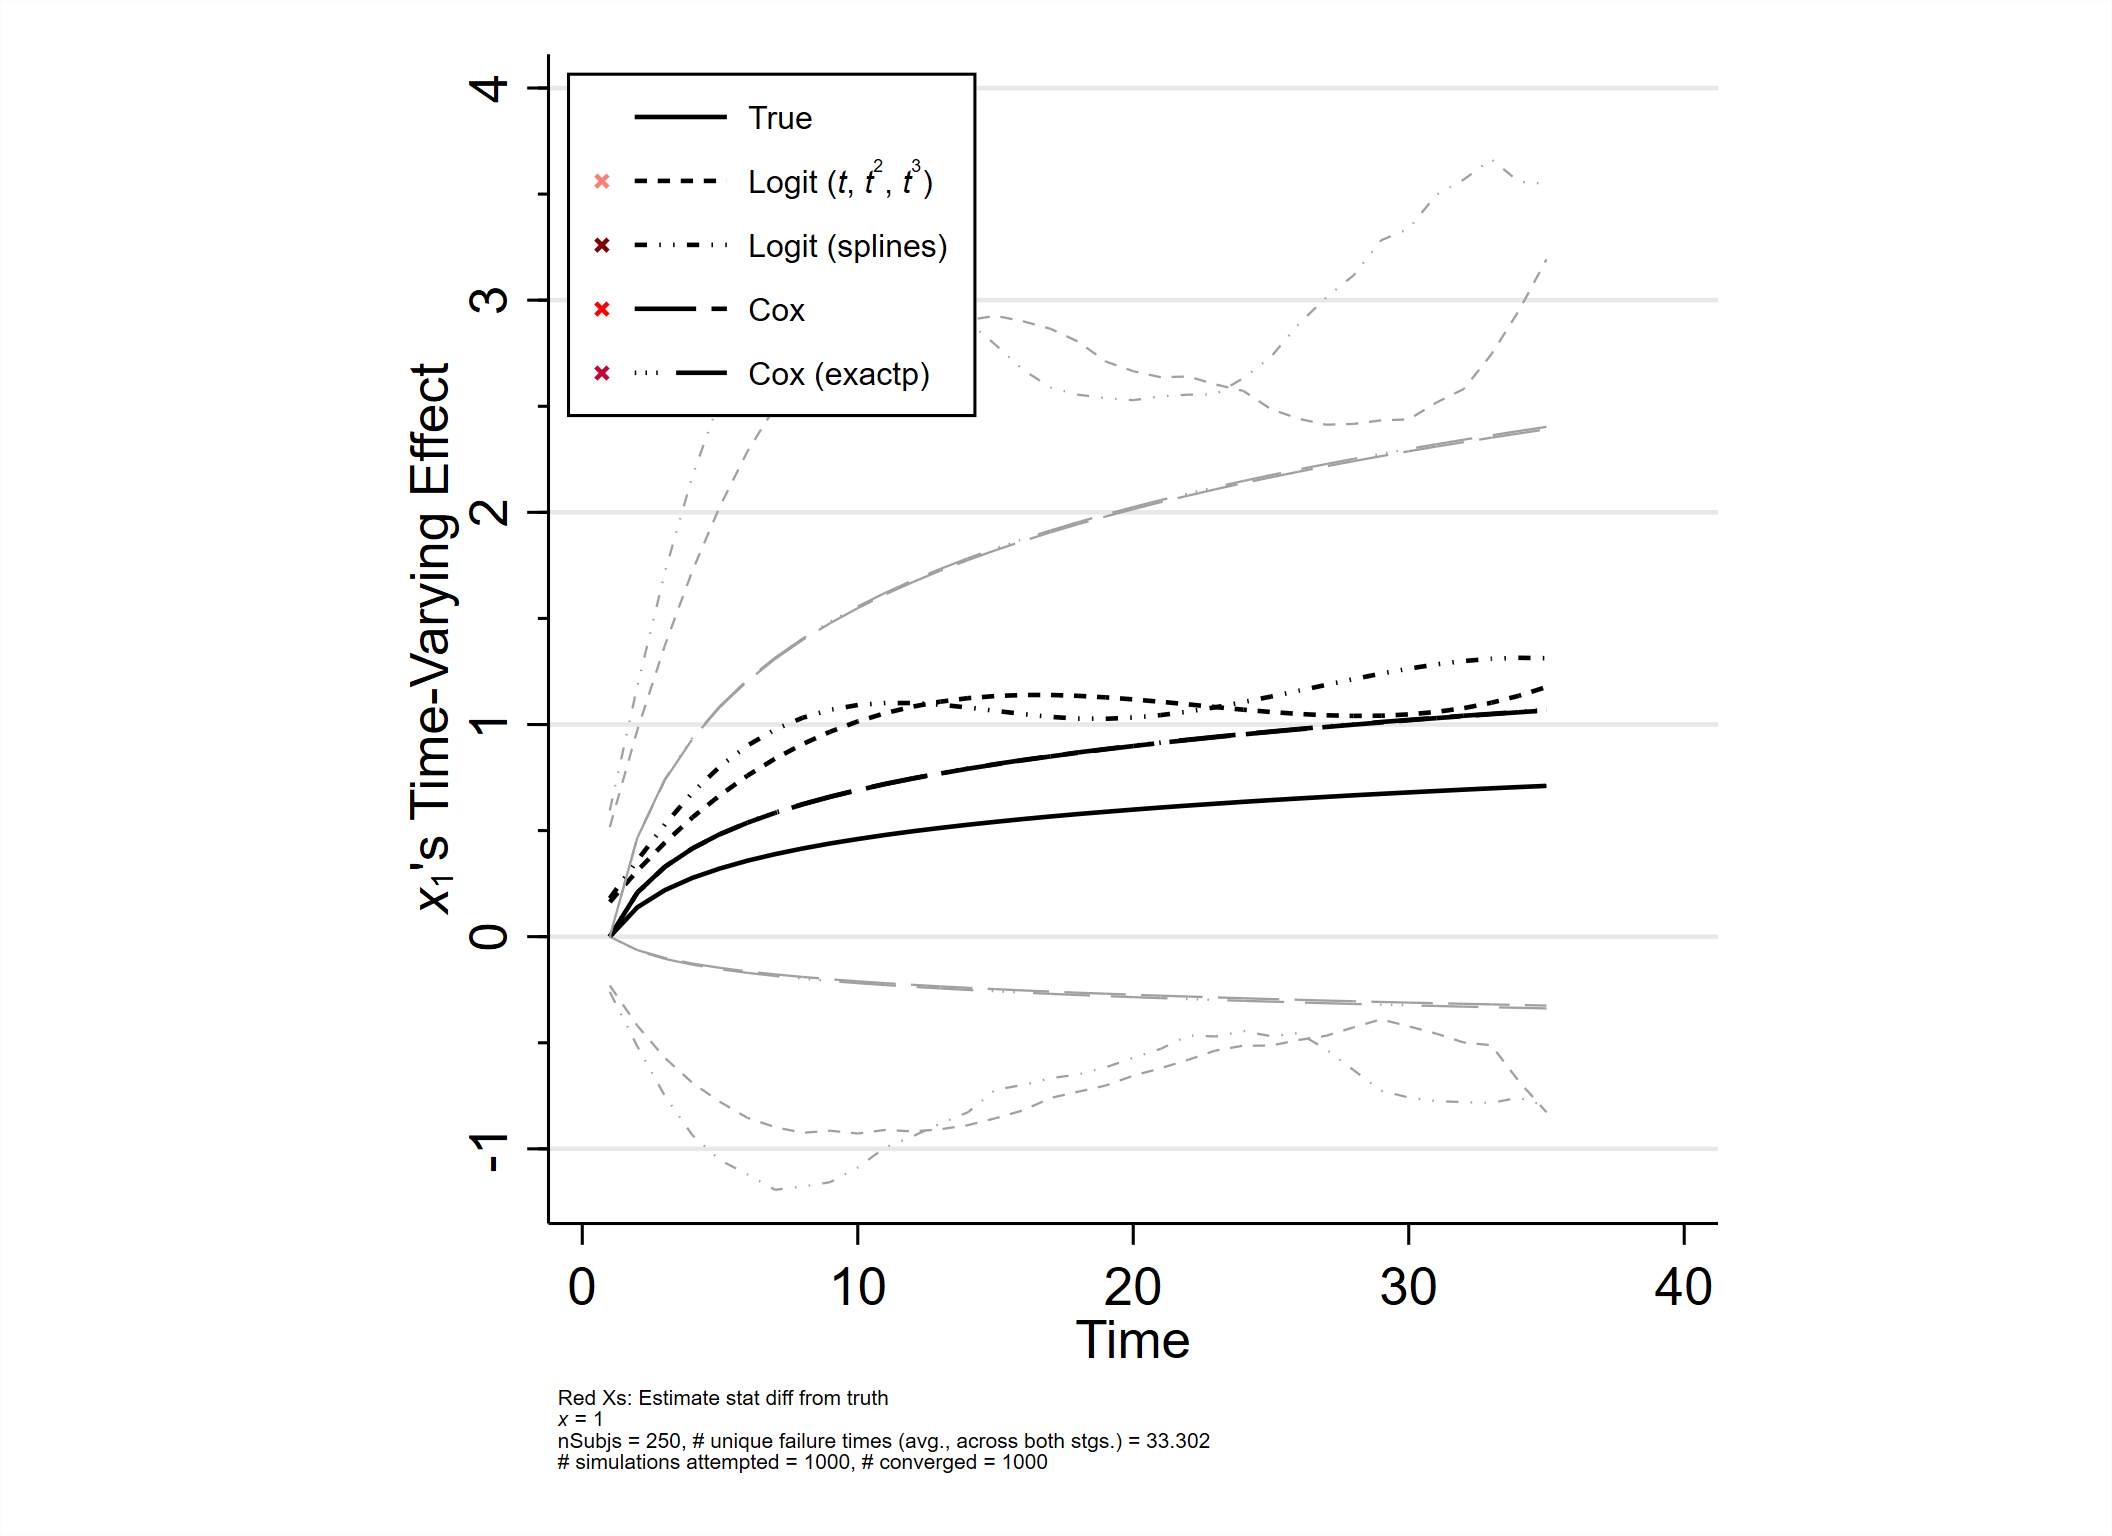 4
3
2
1
0
-1
x₁'s Time-Varying Effect
True
Logit (t, t², t³)
Logit (splines)
Cox
Cox (exactp)
0 10 20 30 40
Time
Red Xs: Estimate stat diff from truth
x = 1
nSubjs = 250, # unique failure times (avg., across both stgs.) = 33.302
# simulations attempted = 1000, # converged = 1000